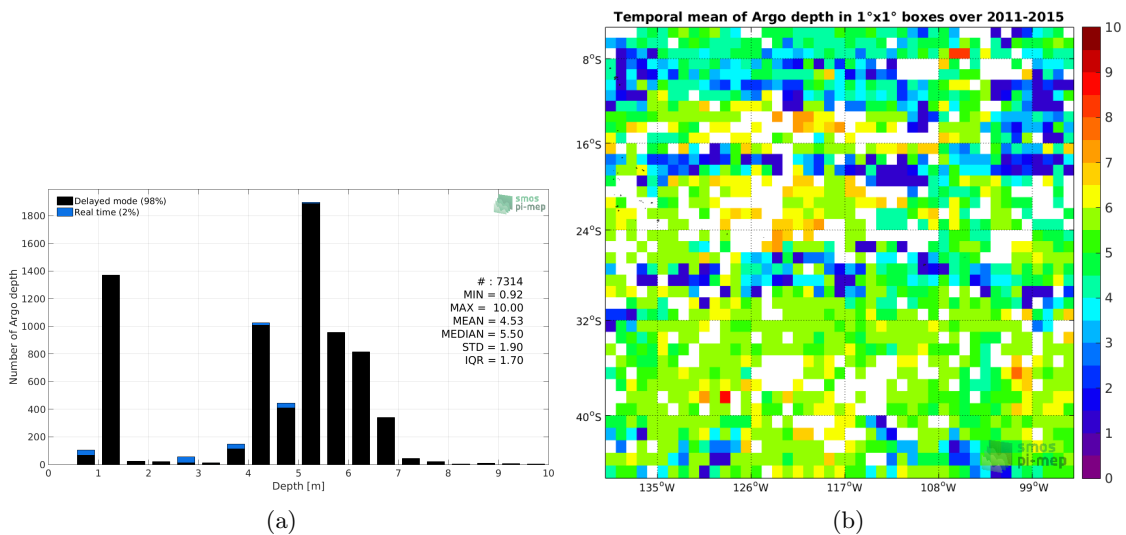 Delayed mode (98%)
Real time (2%)
smos
pi-mep
Number of Argo depth
1800
1600
1400
1200
1000
800
600
400
200
0
# : 7314
MIN = 0.92
MAX = 10.00
MEAN = 4.53
MEDIAN = 5.50
STD = 1.90
IQR = 1.70
0 1 2 3 4 5 6 7 8 9 10
Depth [m]
(a)
Temporal mean of Argo depth in 1°x1° boxes over 2011-2015
8°S
16°S
24°S
32°S
40°S
135°W 126°W 117°W 108°W 99°W
smos
pi-mep
10
9
8
7
6
5
4
3
2
1
0
(b)